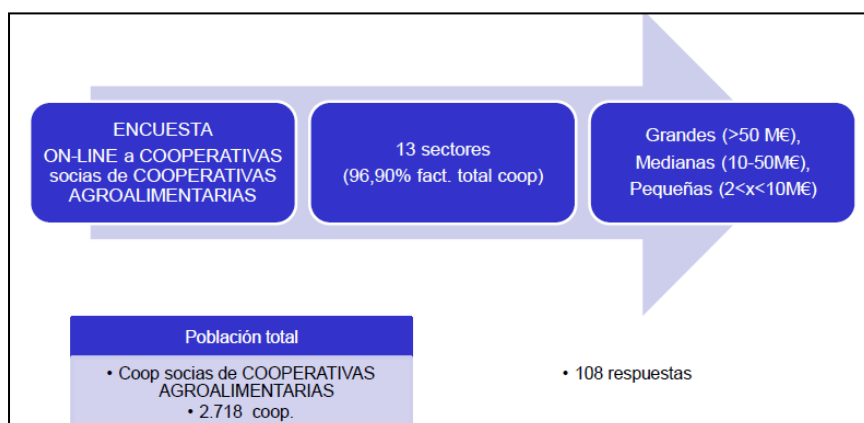 ENCUESTA
ON-LINE a COOPERATIVAS
socias de COOPERATIVAS
AGROALIMENTARIAS
13 sectores
(96,90% fact. total coop)
Grandes (>50 M€),
Medianas (10-50M€),
Pequeñas (2<x<10M€)
Población total
• Coop socias de COOPERATIVAS
AGROALIMENTARIAS
• 2.718 coop.
• 108 respuestas